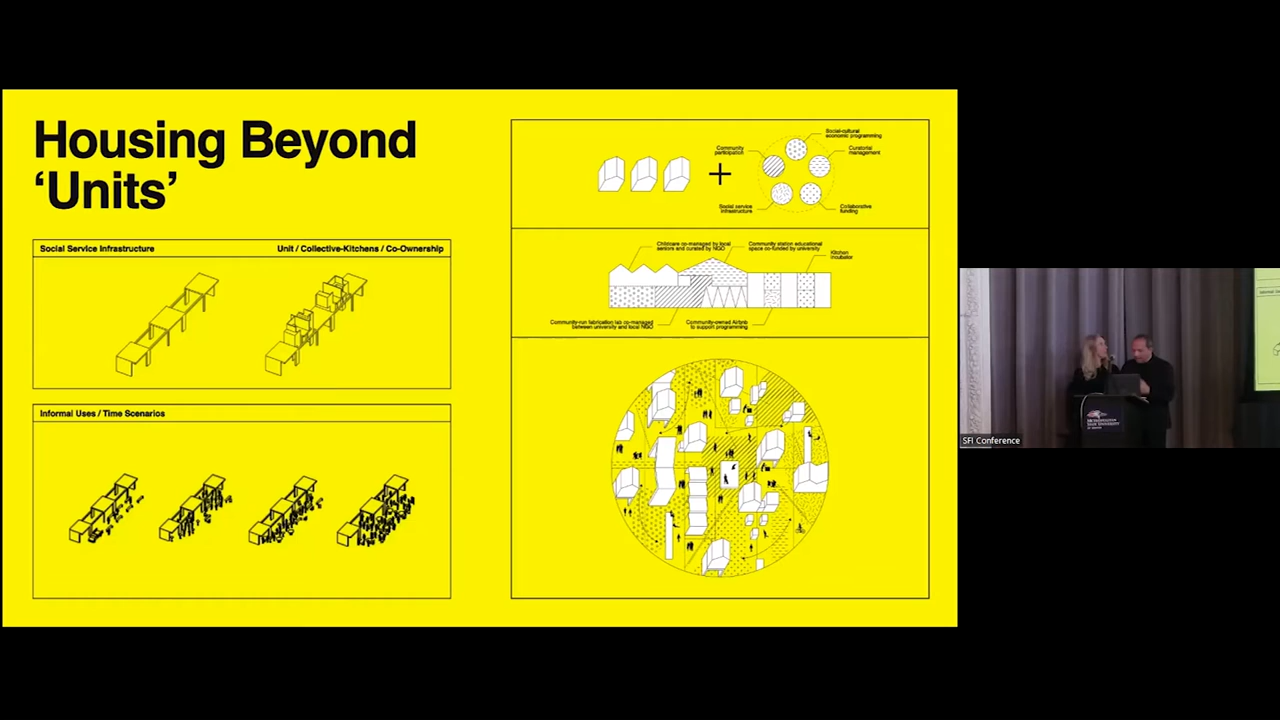 Housing Beyond
‘Units’
Social Service Infrastructure
Unit / Collective-Kitchens / Co-Ownership
Informal Uses / Time Scenarios
Social-cultural
economic programming
Community
participation
Curatorial
management
Social service
infrastructure
Collaborative
funding
Childcare co-managed by local
seniors and curated by NGO
Community station educational
space co-funded by university
Kitchen
incubator
Community-run fabrication lab co-managed
between university and local NGO
Community-owned Airbnb
to support programming
SFI Conference
METROPOLITAN
STATE UNIVERSITY